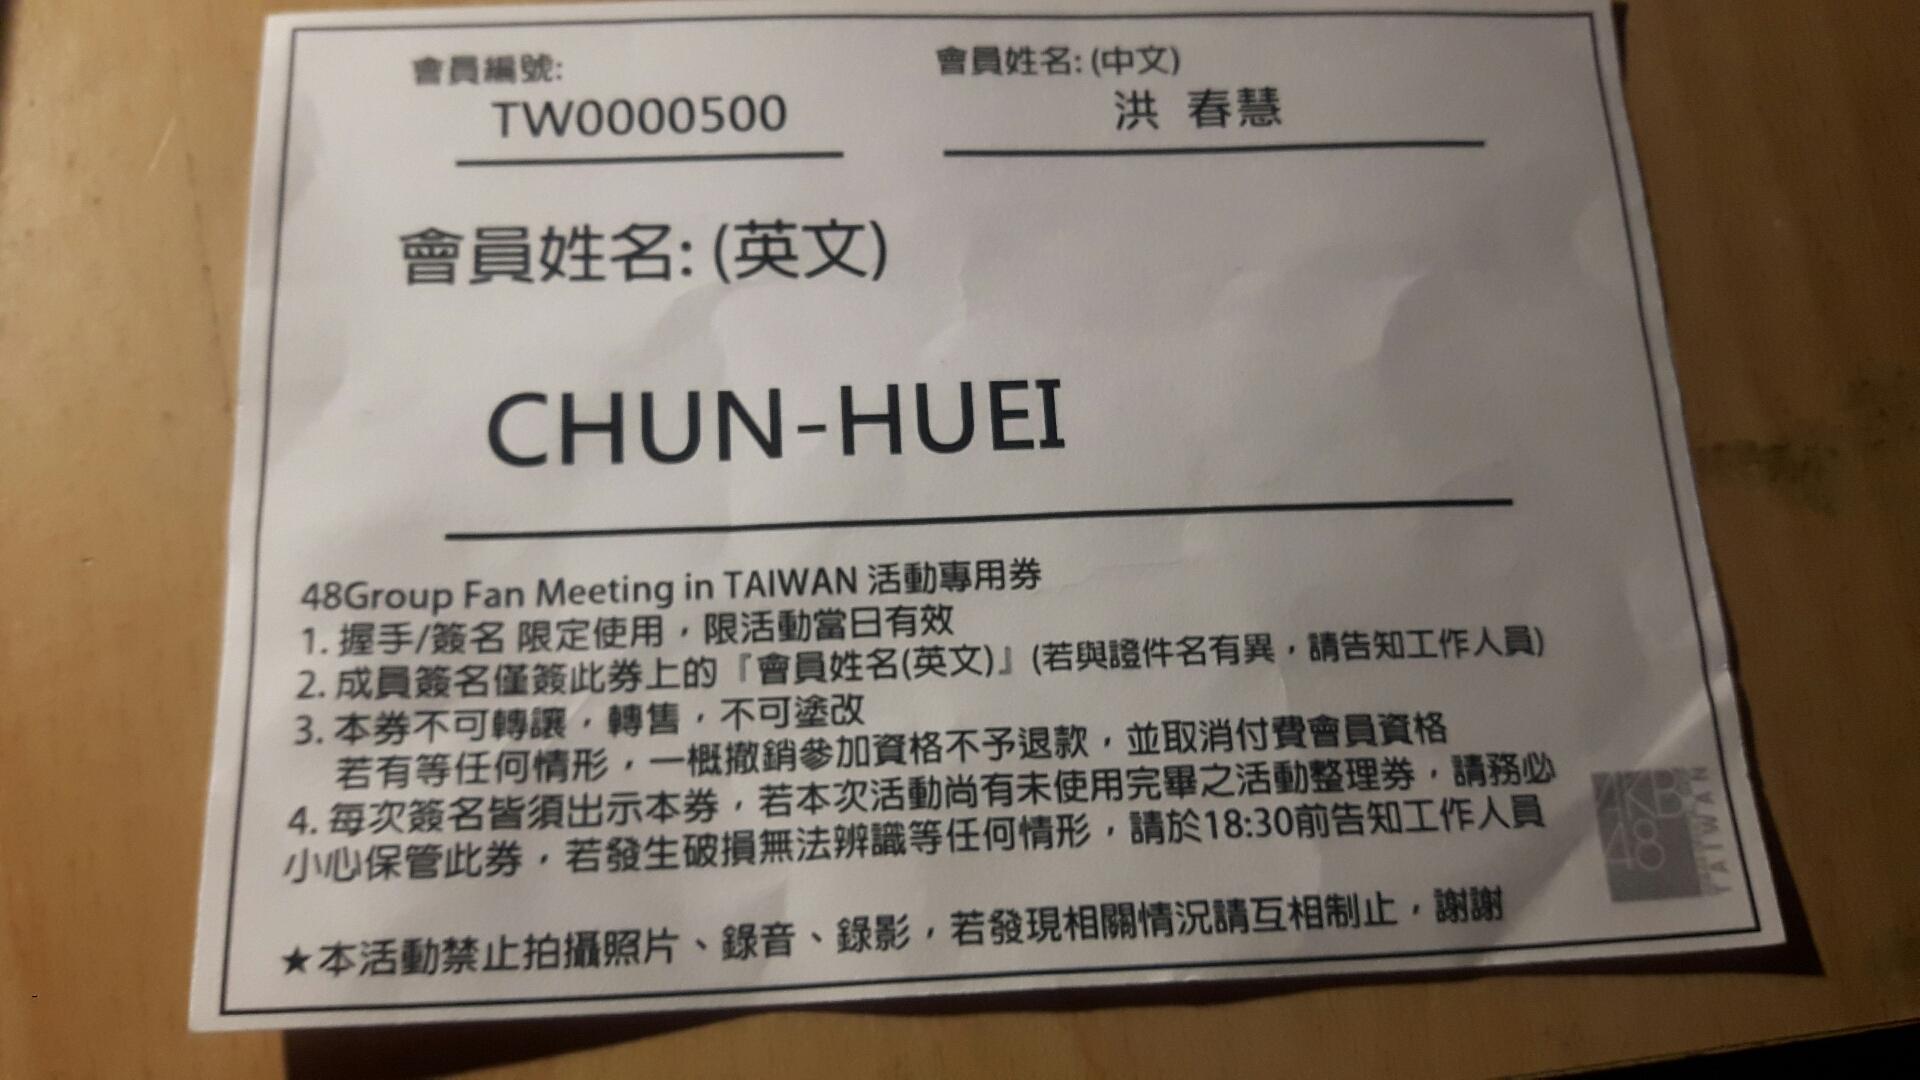 會員編號:
TW0000500
會員姓名: (中文)
洪 春慧
會員姓名: (英文)
CHUN-HUEI
48Group Fan Meeting in TAIWAN 活動專用券
1. 握手/簽名 限定使用，限活動當日有效
2. 成員簽名僅簽此券上的『會員姓名(英文)』(若與證件名有異，請告知工作人員)
3. 本券不可轉讓，轉售，不可塗改
若有等任何情形，一概撤銷參加資格不予退款，並取消付費會員資格
4. 每次簽名皆須出示本券，若本次活動尚有未使用完畢之活動整理券，請務必
小心保管此券，若發生破損無法辨識等任何情形，請於18:30前告知工作人員
★本活動禁止拍攝照片、錄音、錄影，若發現相關情況請互相制止，謝謝
AKB
48
TAIWAN